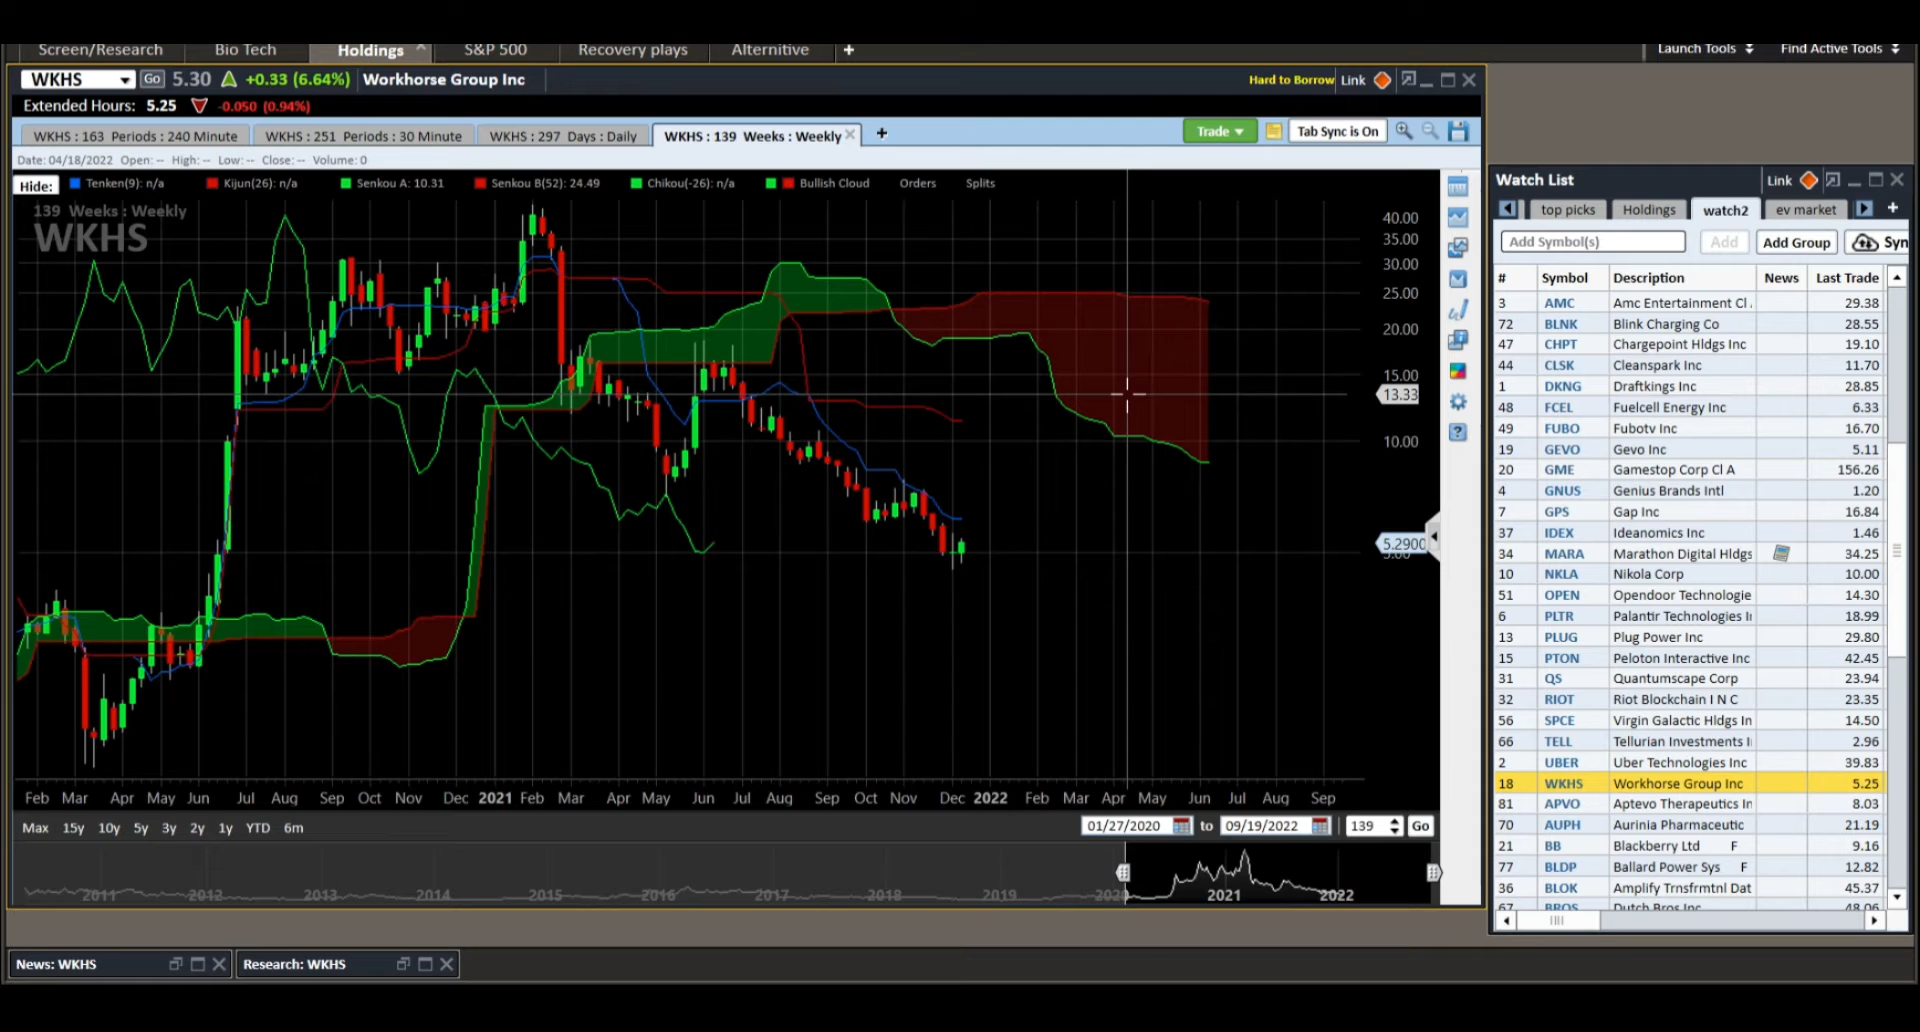 Screen/Research Bio Tech Holdings S&P 500 Recovery plays Alternitive + Launch Tools Find Active Tools
WKHS Go 5.30 +0.33 (6.64%) Workhorse Group Inc Hard to Borrow Link
Extended Hours: 5.25 -0.050 (0.94%)
WKHS : 163 Periods : 240 Minute WKHS : 251 Periods : 30 Minute WKHS : 297 Days : Daily WKHS : 139 Weeks : Weekly + Trade Tab Sync is On
Date: 04/18/2022 Open: -- High: -- Low: -- Close: -- Volume: 0
Hide: Tenken(9): n/a Kijun(26): n/a Senkou A: 10.31 Senkou B(52): 24.49 Chikou(-26): n/a Bullish Cloud Orders Splits
139 Weeks : Weekly
WKHS
40.00
35.00
30.00
25.00
20.00
15.00
13.33
10.00
5.2900
5.00
Feb Mar Apr May Jun Jul Aug Sep Oct Nov Dec 2021 Feb Mar Apr May Jun Jul Aug Sep Oct Nov Dec 2022 Feb Mar Apr May Jun Jul Aug Sep
Max 15y 10y 5y 3y 2y 1y YTD 6m 01/27/2020 to 09/19/2022 139 Go
2011 2012 2013 2014 2015 2016 2017 2018 2019 2020 2021 2022
Watch List Link
top picks Holdings watch2 ev market +
Add Symbol(s) Add Add Group Syn
# Symbol Description News Last Trade
3 AMC Amc Entertainment Cl 29.38
72 BLNK Blink Charging Co 28.55
47 CHPT Chargepoint Hldgs Inc 19.10
44 CLSK Cleanspark Inc 11.70
1 DKNG Draftkings Inc 28.85
48 FCEL Fuelcell Energy Inc 6.33
49 FUBO Fubotv Inc 16.70
19 GEVO Gevo Inc 5.11
20 GME Gamestop Corp Cl A 156.26
4 GNUS Genius Brands Intl 1.20
7 GPS Gap Inc 16.84
37 IDEX Ideanomics Inc 1.46
34 MARA Marathon Digital Hldgs 34.25
10 NKLA Nikola Corp 10.00
51 OPEN Opendoor Technologie 14.30
6 PLTR Palantir Technologies 18.99
13 PLUG Plug Power Inc 29.80
15 PTON Peloton Interactive Inc 42.45
31 QS Quantumscape Corp 23.94
32 RIOT Riot Blockchain I N C 23.35
56 SPCE Virgin Galactic Hldgs In 14.50
66 TELL Tellurian Investments 2.96
2 UBER Uber Technologies Inc 39.83
18 WKHS Workhorse Group Inc 5.25
81 APVO Aptevo Therapeutics In 8.03
70 AUPH Aurinia Pharmaceutic 21.19
21 BB Blackberry Ltd F 9.16
77 BLDP Ballard Power Sys F 12.82
36 BLOK Amplify Trnsfrmtnl Dat 45.37
67 BROS Dutch Bros Inc 48.06
News: WKHS Research: WKHS